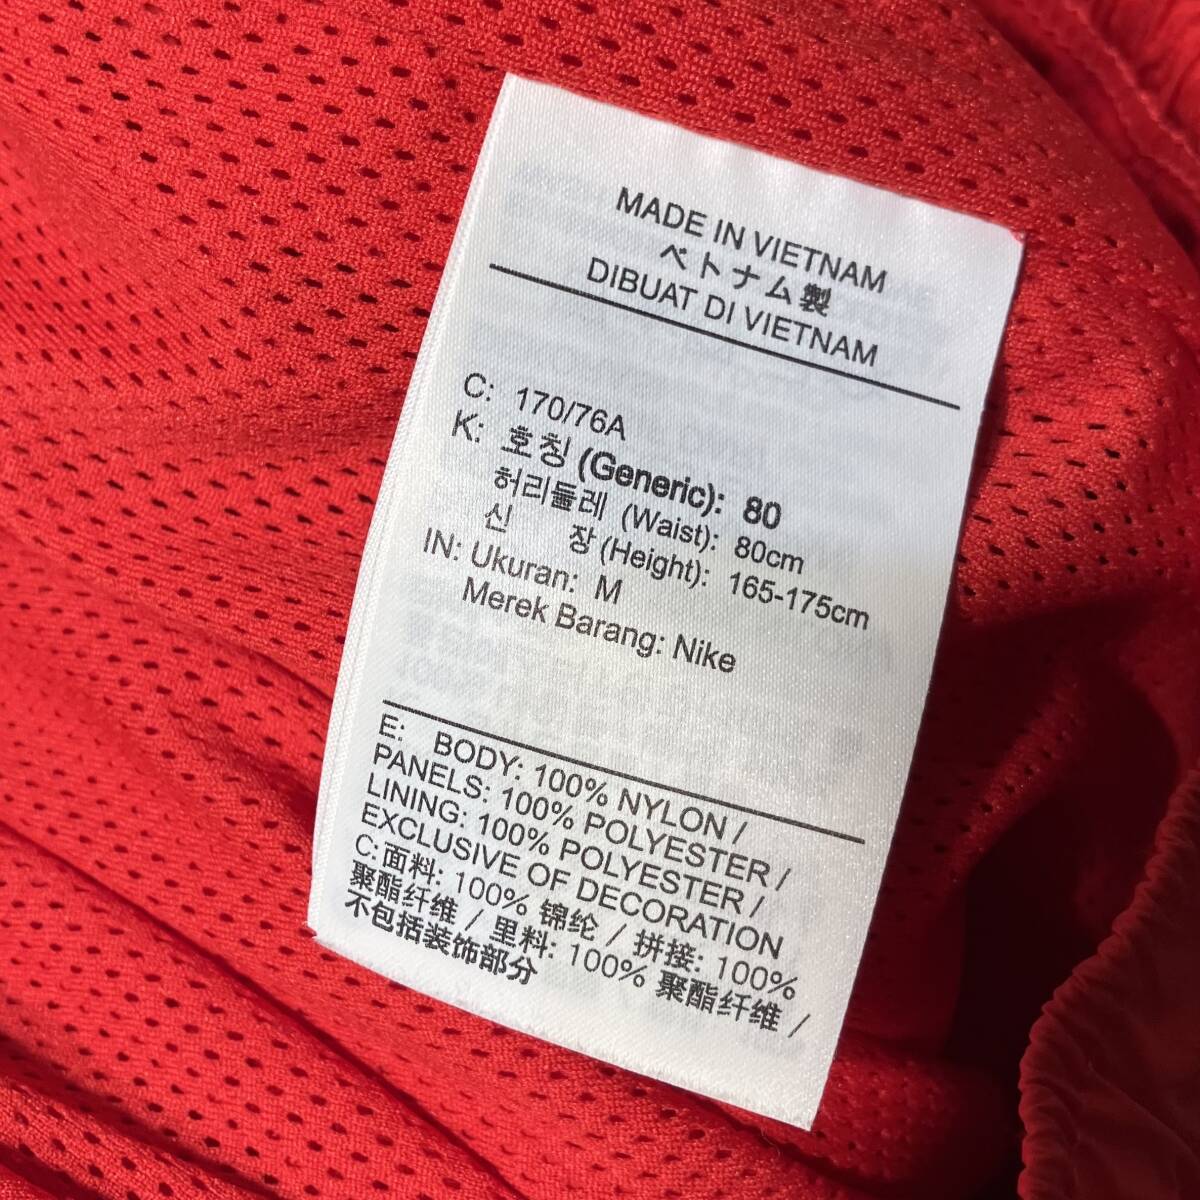 MADE IN VIETNAM
ベトナム製
DIBUAT DI VIETNAM
C: 170/76A
K: 호칭 (Generic): 80
허리둘레 (Waist): 80cm
신 장 (Height): 165-175cm
IN: Ukuran: M
Merek Barang: Nike
E: BODY: 100% NYLON /
PANELS: 100% POLYESTER /
LINING: 100% POLYESTER /
EXCLUSIVE OF DECORATION
C: 面料: 100% 锦纶 / 拼接: 100%
聚酯纤维 / 里料: 100% 聚酯纤维 /
不包括装饰部分